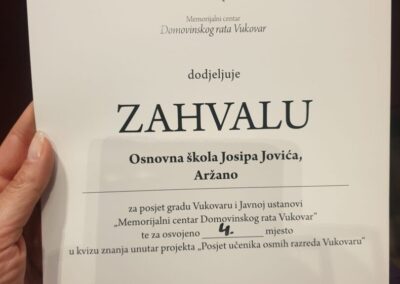 Memorijalni centar
Domovinskog rata Vukovar
dodjeljuje
ZAHVALU
Osnovna škola Josipa Jovića,
Aržano
za posjet gradu Vukovaru i Javnoj ustanovi
„Memorijalni centar Domovinskog rata Vukovar"
te za osvojeno 4. mjesto
u kvizu znanja unutar projekta „Posjet učenika osmih razreda Vukovaru"